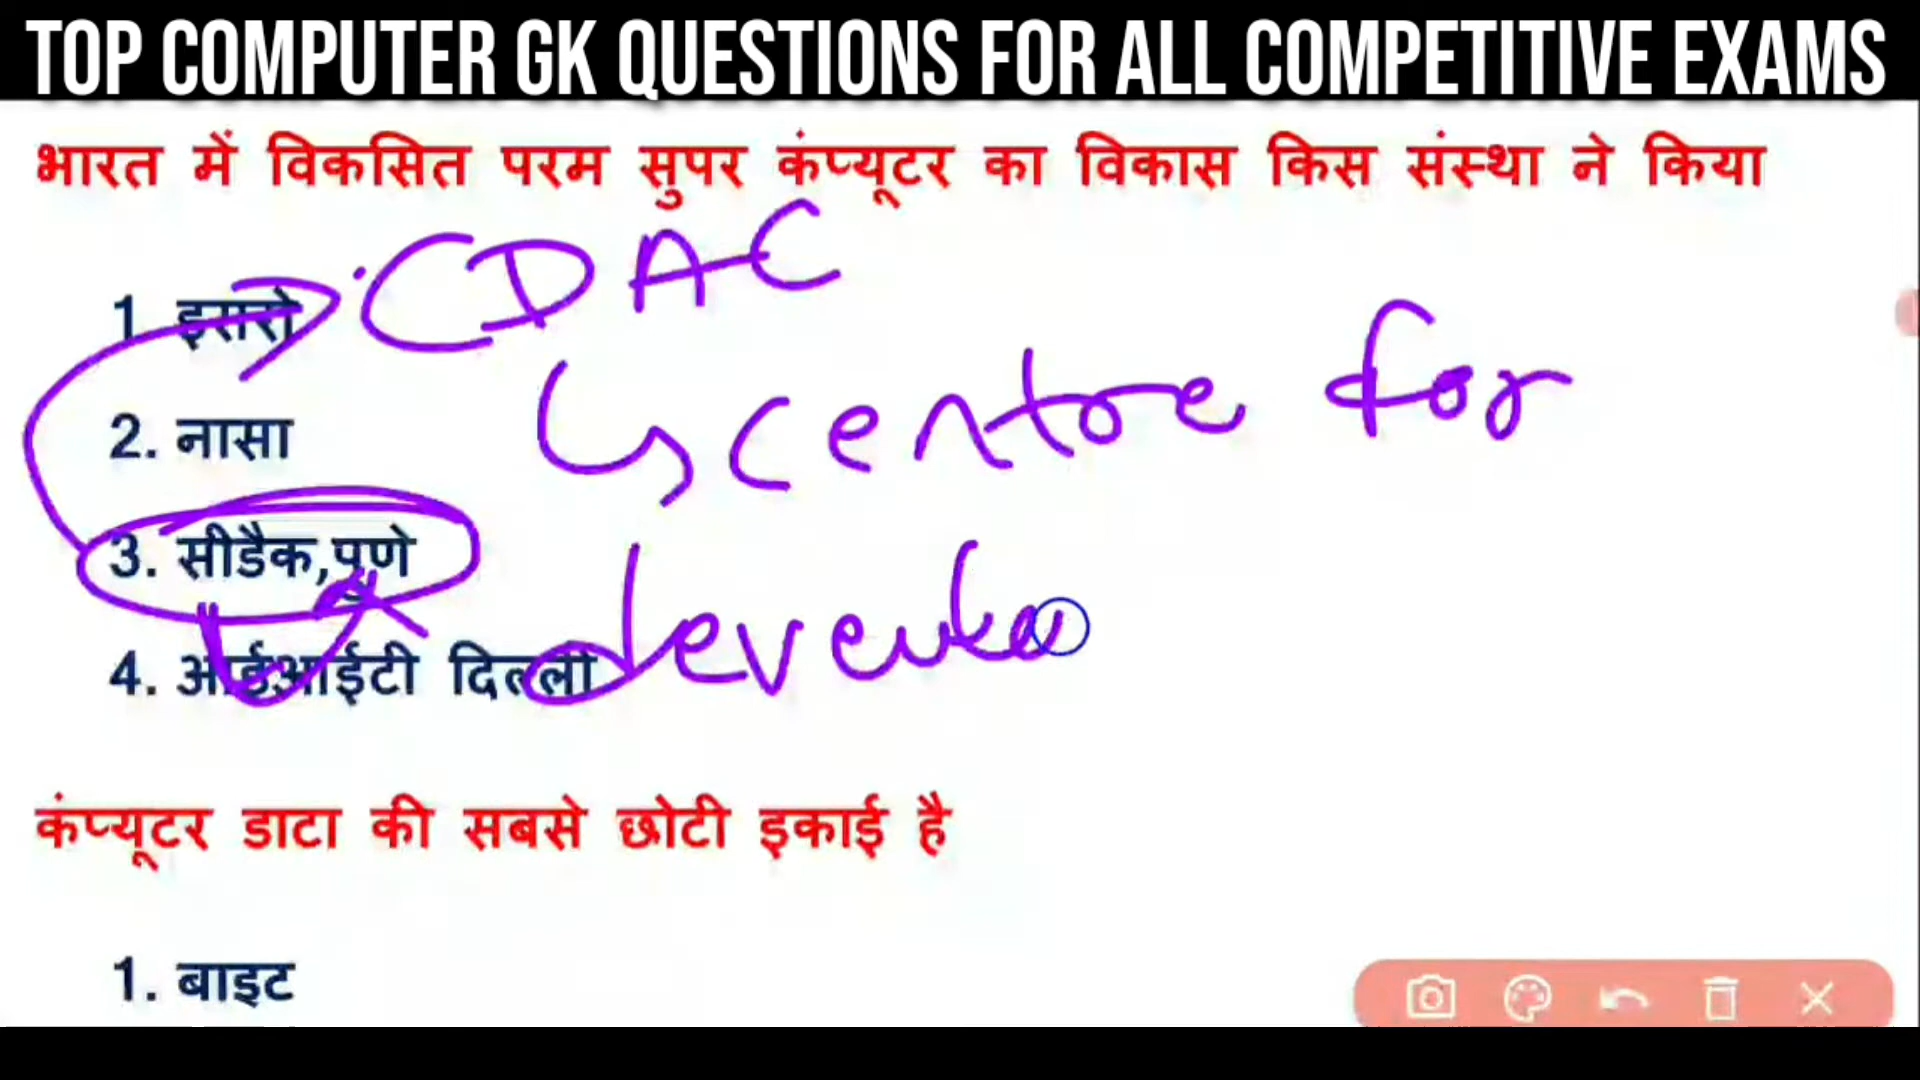 TOP COMPUTER GK QUESTIONS FOR ALL COMPETITIVE EXAMS
भारत में विकसित परम सुपर कंप्यूटर का विकास किस संस्था ने किया
CDAC
1. इसरो
centre for
2. नासा
3. सीडैक,पुणे
4. आईआईटी दिल्ली
कंप्यूटर डाटा की सबसे छोटी इकाई है
1. बाइट